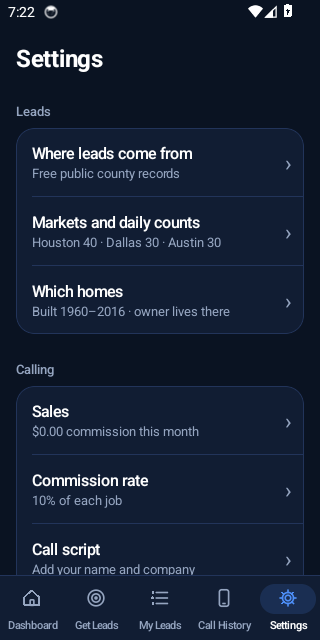 7:22
Settings
Leads
Where leads come from
Free public county records
Markets and daily counts
Houston 40 · Dallas 30 · Austin 30
Which homes
Built 1960–2016 · owner lives there
Calling
Sales
$0.00 commission this month
Commission rate
10% of each job
Call script
Add your name and company
Dashboard
Get Leads
My Leads
Call History
Settings